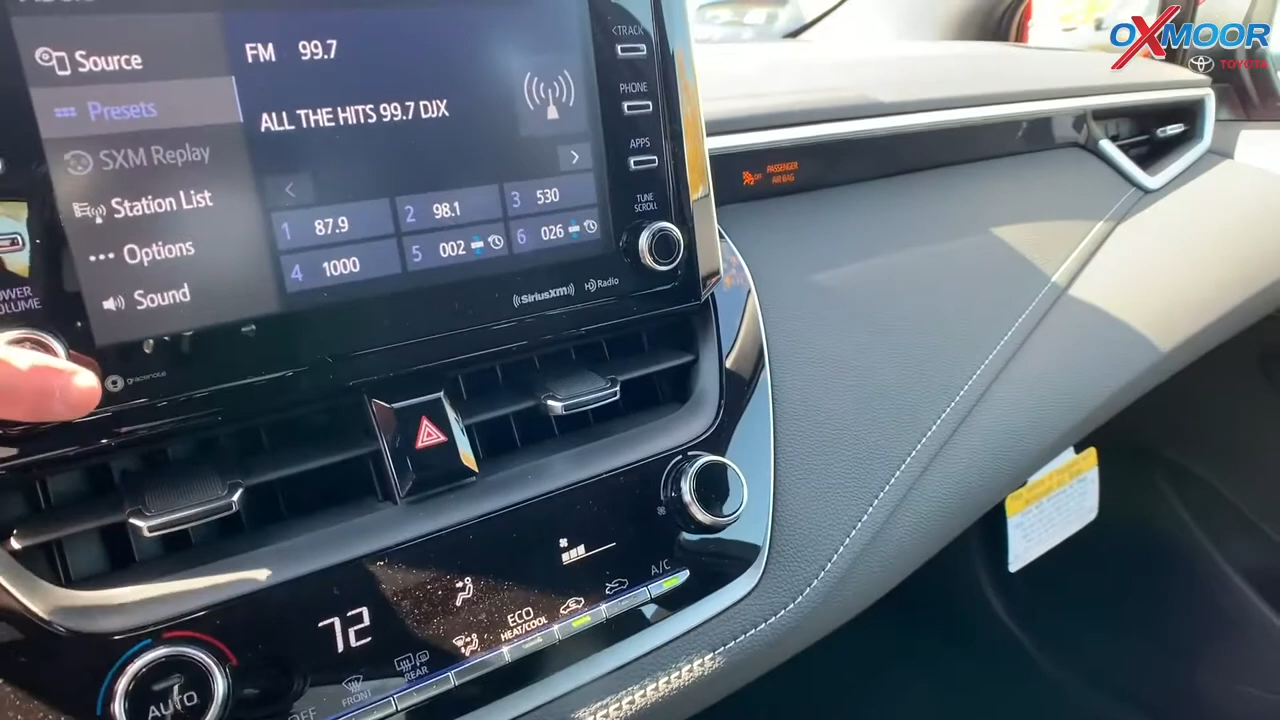 Source
Presets
SXM Replay
Station List
Options
Sound
FM 99.7
ALL THE HITS 99.7 DJX
1 87.9
2 98.1
3 530
4 1000
5 002
6 026
<TRACK
PHONE
APPS
TUNE
SCROLL
((SiriusXM))
HD Radio
gracenote
OFF
PASSENGER
AIR BAG
OXMOOR
TOYOTA
72
AUTO
OFF
FRONT
REAR
ECO
HEAT/COOL
A/C